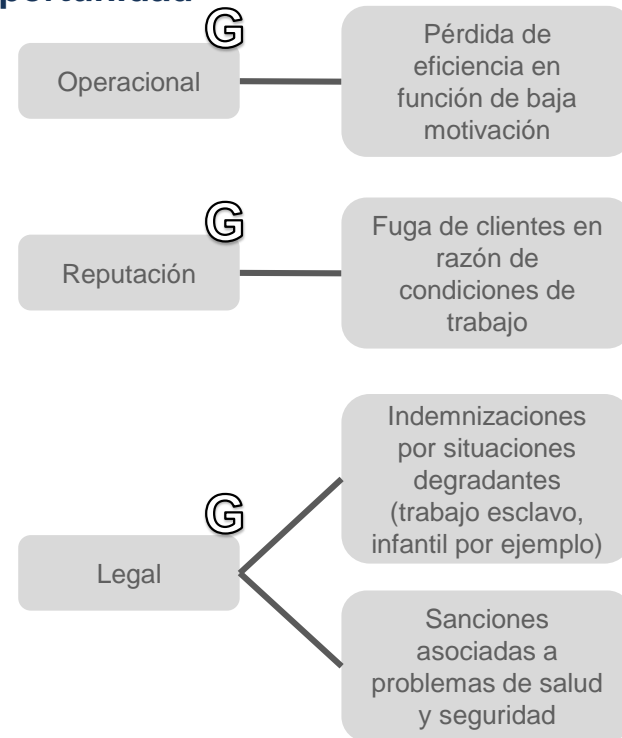 G
Operacional
Pérdida de
eficiencia en
función de baja
motivación
G
Reputación
Fuga de clientes en
razón de
condiciones de
trabajo
G
Legal
Indemnizaciones
por situaciones
degradantes
(trabajo esclavo,
infantil por ejemplo)
Sanciones
asociadas a
problemas de salud
y seguridad